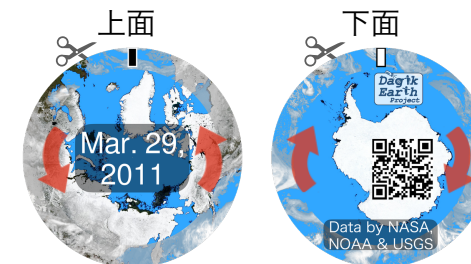 上面
Mar. 29,
2011
下面
Dagik
Earth
Project
Data by NASA,
NOAA & USGS